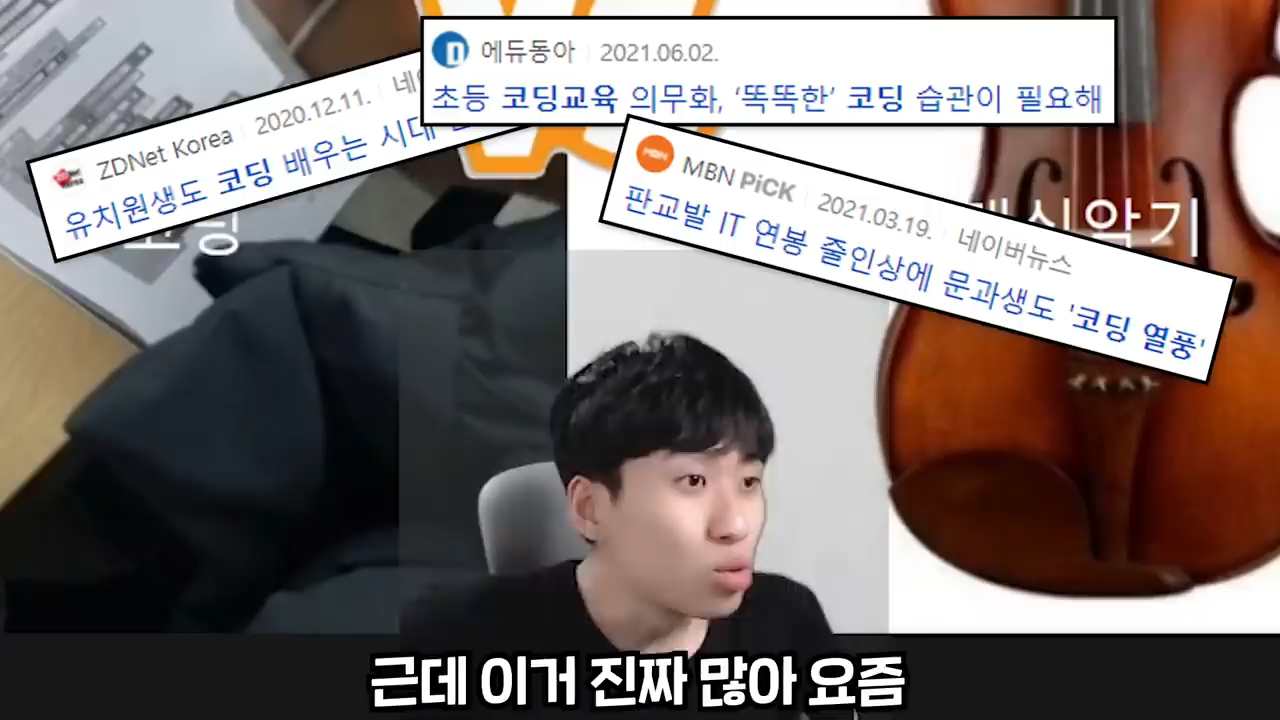 에듀동아 2021.06.02.
초등 코딩교육 의무화, ‘똑똑한’ 코딩 습관이 필요해
ZDNet Korea 2020.12.11.
유치원생도 코딩 배우는 시대
MBN PiCK 2021.03.19. 네이버뉴스
판교발 IT 연봉 줄인상에 문과생도 '코딩 열풍'
코딩
악기
근데 이거 진짜 많아 요즘